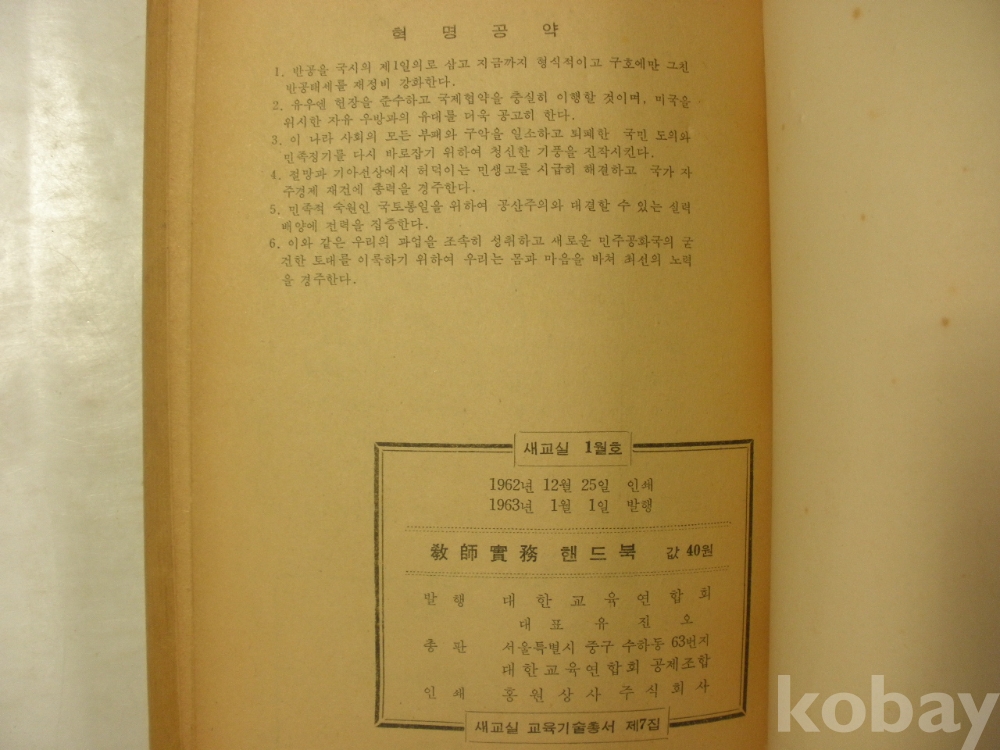 혁명공약
1. 반공을 국시의 제1일의로 삼고 지금까지 형식적이고 구호에만 그친
반공태세를 재정비 강화한다.
2. 유우엔 헌장을 준수하고 국제협약을 충실히 이행할 것이며, 미국을
위시한 자유 우방과의 유대를 더욱 공고히 한다.
3. 이 나라 사회의 모든 부패와 구악을 일소하고 퇴폐한 국민 도의와
민족정기를 다시 바로잡기 위하여 청신한 기풍을 진작시킨다.
4. 절망과 기아선상에서 허덕이는 민생고를 시급히 해결하고 국가 자
주경제 재건에 총력을 경주한다.
5. 민족적 숙원인 국토통일을 위하여 공산주의와 대결할 수 있는 실력
배양에 전력을 집중한다.
6. 이와 같은 우리의 과업을 조속히 성취하고 새로운 민주공화국의 굳
건한 토대를 이룩하기 위하여 우리는 몸과 마음을 바쳐 최선의 노력
을 경주한다.
새교실 1월호
1962년 12월 25일 인쇄
1963년 1월 1일 발행
敎師實務 핸드북 값 40원
발행 대한교육연합회
대표 유진오
총판 서울특별시 중구 수하동 63번지
대한교육연합회 공제조합
인쇄 홍원상사주식회사
새교실 교육기술총서 제7집
kobay